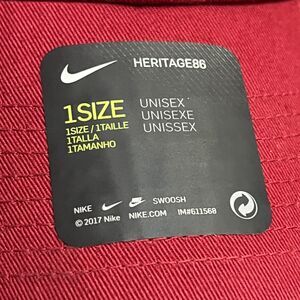 HERITAGE86
1SIZE
1SIZE / 1TAILLE
1TALLA
1TAMANHO
UNISEX
UNISEXE
UNISSEX
NIKE SWOOSH
© 2017 Nike NIKE.COM IM#611568